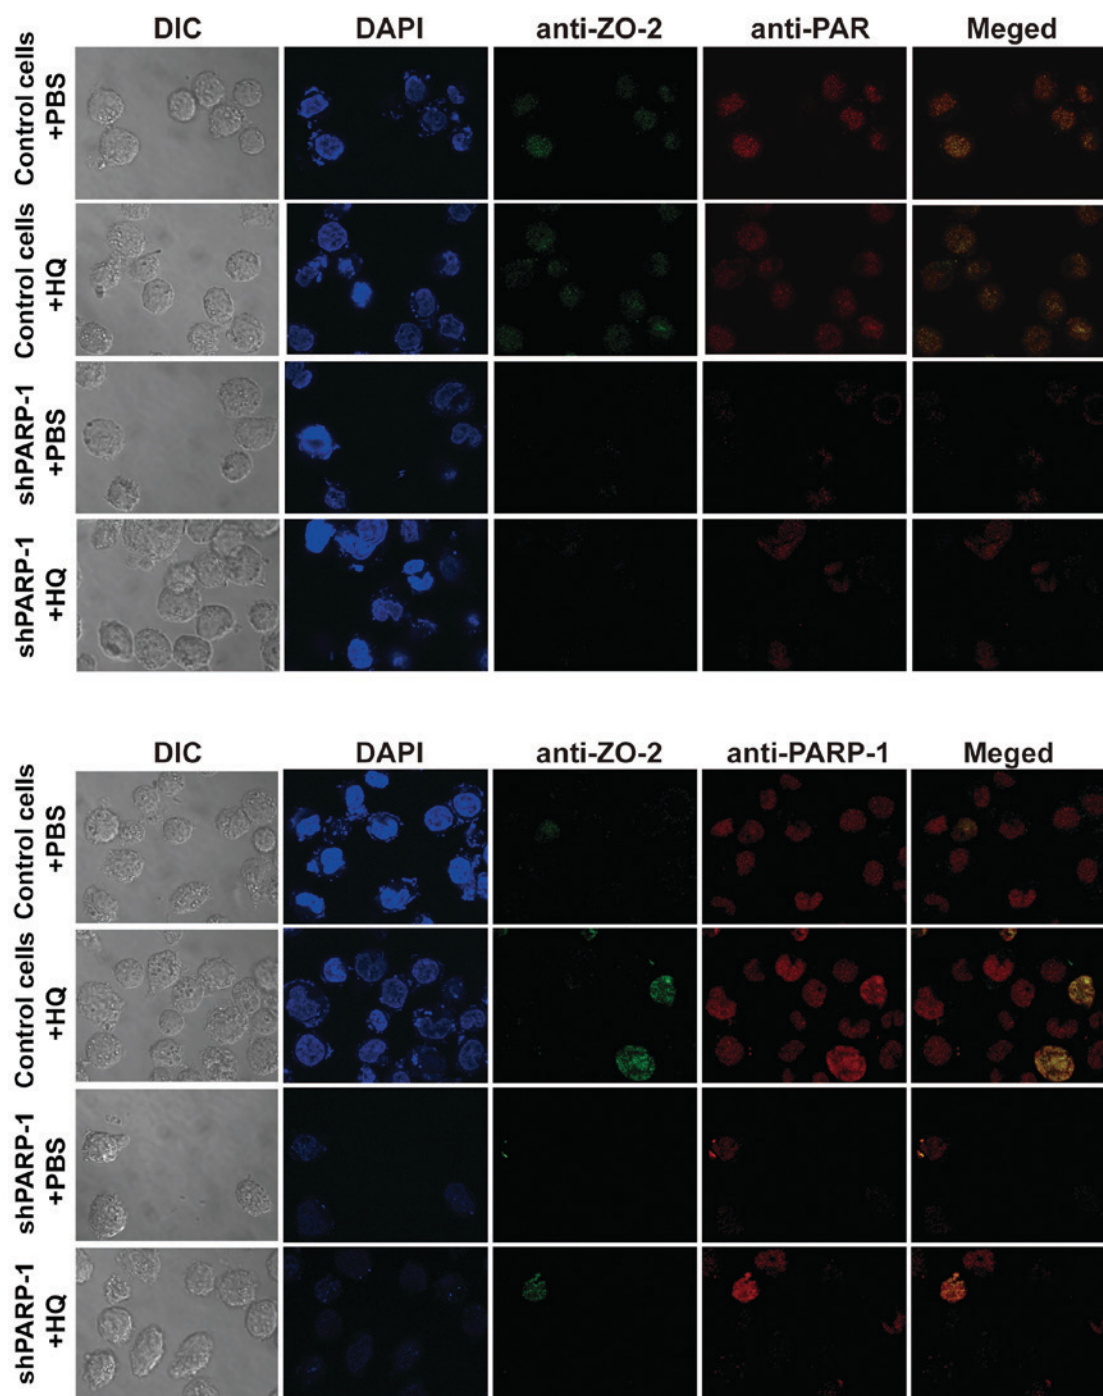 DIC DAPI anti-ZO-2 anti-PAR Meged
Control cells
+PBS
Control cells
+HQ
shPARP-1
+PBS
shPARP-1
+HQ
DIC DAPI anti-ZO-2 anti-PARP-1 Meged
Control cells
+PBS
Control cells
+HQ
shPARP-1
+PBS
shPARP-1
+HQ